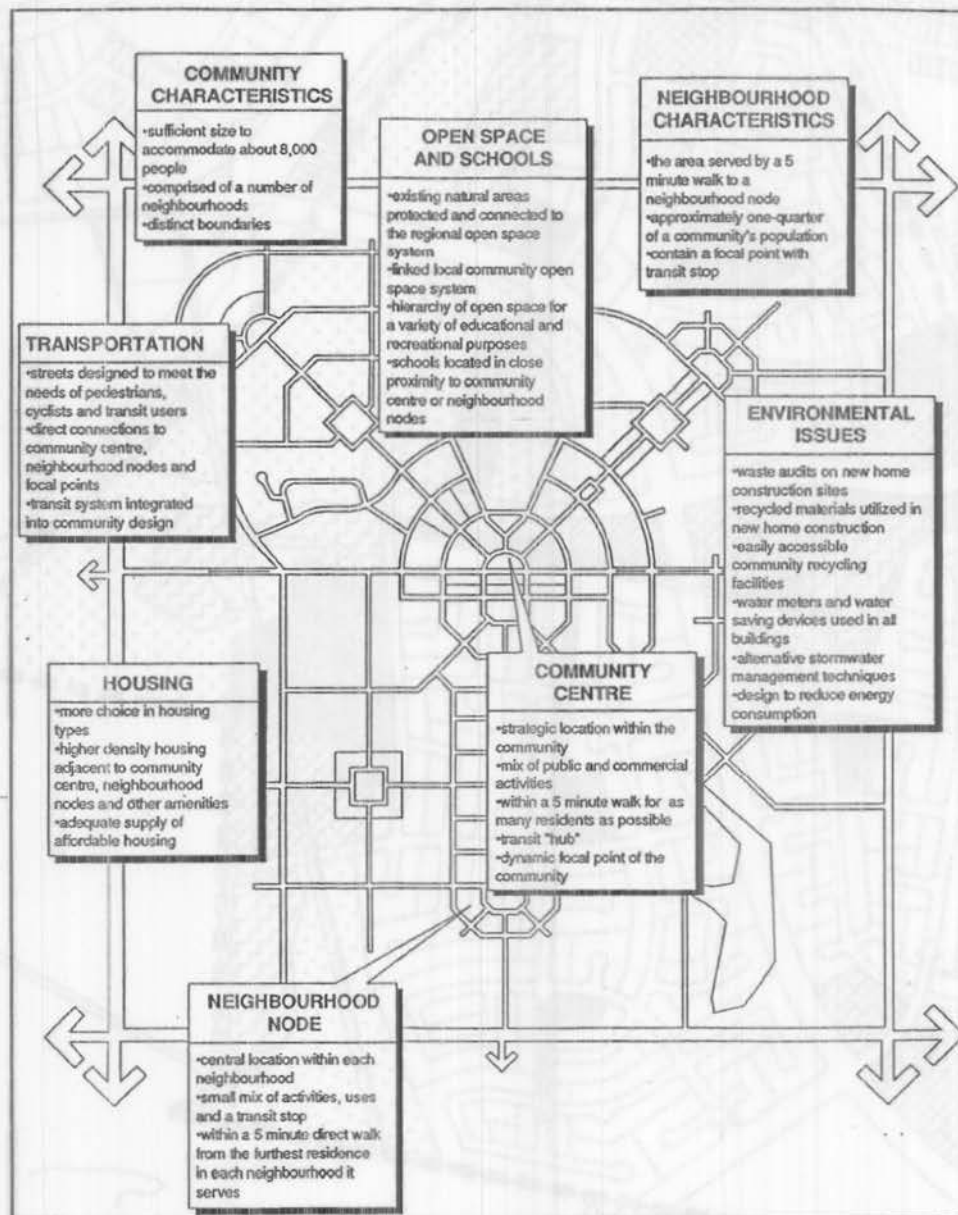 COMMUNITY
CHARACTERISTICS
•sufficient size to
accommodate about 8,000
people
•comprised of a number of
neighbourhoods
•distinct boundaries
OPEN SPACE
AND SCHOOLS
•existing natural areas
protected and connected to
the regional open space
system
•linked local community open
space system
•hierarchy of open space for
a variety of educational and
recreational purposes
•schools located in close
proximity to community
centre or neighbourhood
nodes
NEIGHBOURHOOD
CHARACTERISTICS
•the area served by a 5
minute walk to a
neighbourhood node
•approximately one-quarter
of a community's population
•contain a focal point with
transit stop
TRANSPORTATION
•streets designed to meet the
needs of pedestrians,
cyclists and transit users
•direct connections to
community centre,
neighbourhood nodes and
focal points
•transit system integrated
into community design
ENVIRONMENTAL
ISSUES
•waste audits on new home
construction sites
•recycled materials utilized in
new home construction
•easily accessible
community recycling
facilities
•water meters and water
saving devices used in all
buildings
•alternative stormwater
management techniques
•design to reduce energy
consumption
HOUSING
•more choice in housing
types
•higher density housing
adjacent to community
centre, neighbourhood
nodes and other amenities
•adequate supply of
affordable housing
COMMUNITY
CENTRE
•strategic location within the
community
•mix of public and commercial
activities
•within a 5 minute walk for as
many residents as possible
•transit "hub"
•dynamic focal point of the
community
NEIGHBOURHOOD
NODE
•central location within each
neighbourhood
•small mix of activities, uses
and a transit stop
•within a 5 minute direct walk
from the furthest residence
in each neighbourhood it
serves